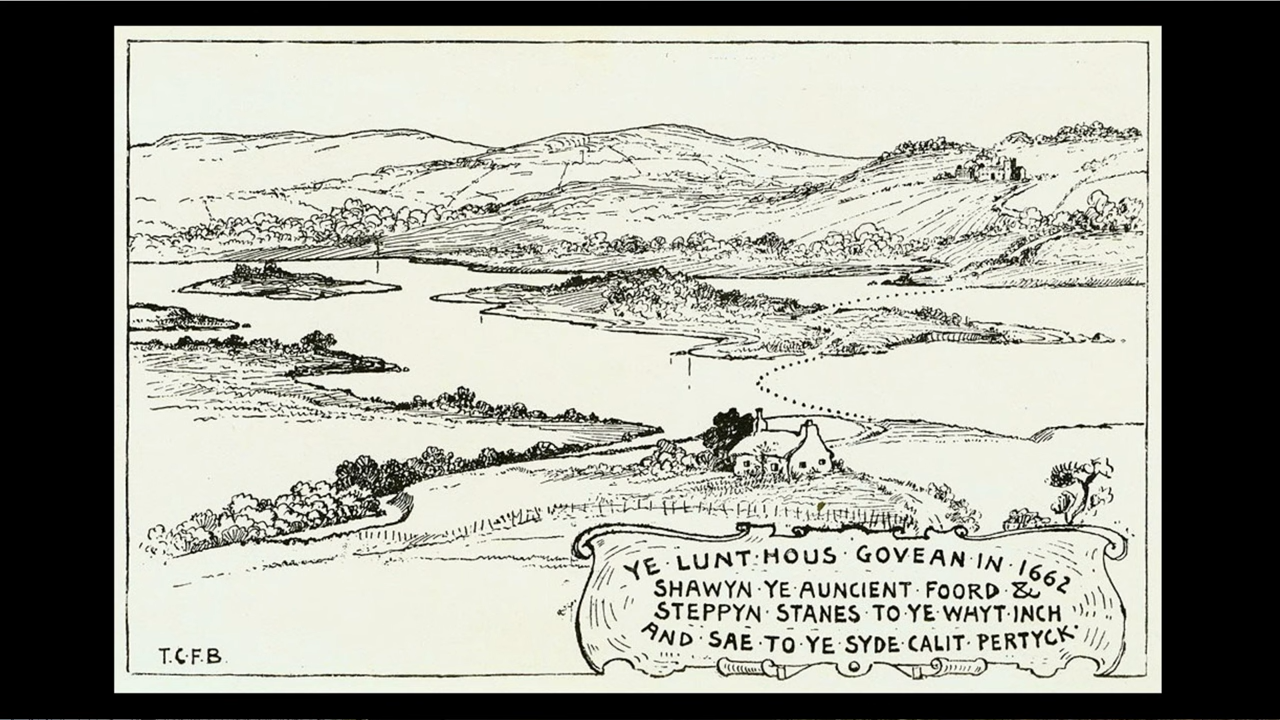 YE·LUNT·HOUS·GOVEAN·IN·1662
SHAWYN·YE·AUNCIENT·FOORD·&
STEPPYN·STANES·TO·YE·WHYT·INCH
AND·SAE·TO·YE·SYDE·CALIT·PERTYCK·
T.C.F.B.